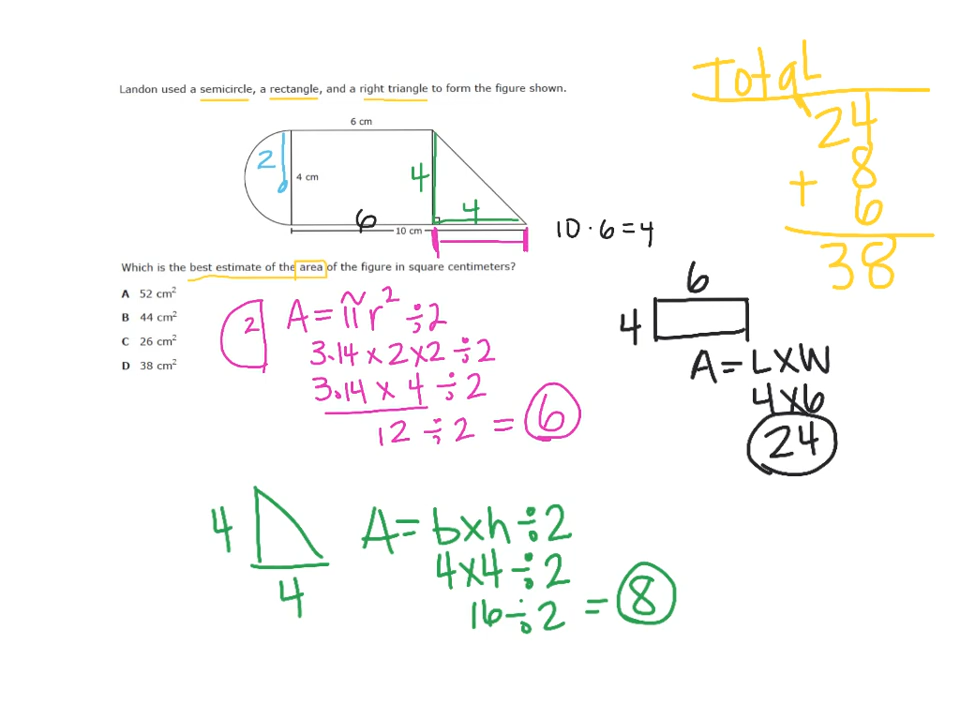 Total
Landon used a semicircle, a rectangle, and a right triangle to form the figure shown.
24
8
+ 6
38
6 cm
2
4 cm
4
4
6
10 cm
10 · 6 = 4
Which is the best estimate of the area of the figure in square centimeters?
A 52 cm²
B 44 cm²
C 26 cm²
D 38 cm²
2
A = πr² ÷ 2
3.14 x 2 x 2 ÷ 2
3.14 x 4 ÷ 2
12 ÷ 2 = 6
6
4
A = L x W
4 x 6
24
4
4
A = b x h ÷ 2
4 x 4 ÷ 2
16 ÷ 2 = 8